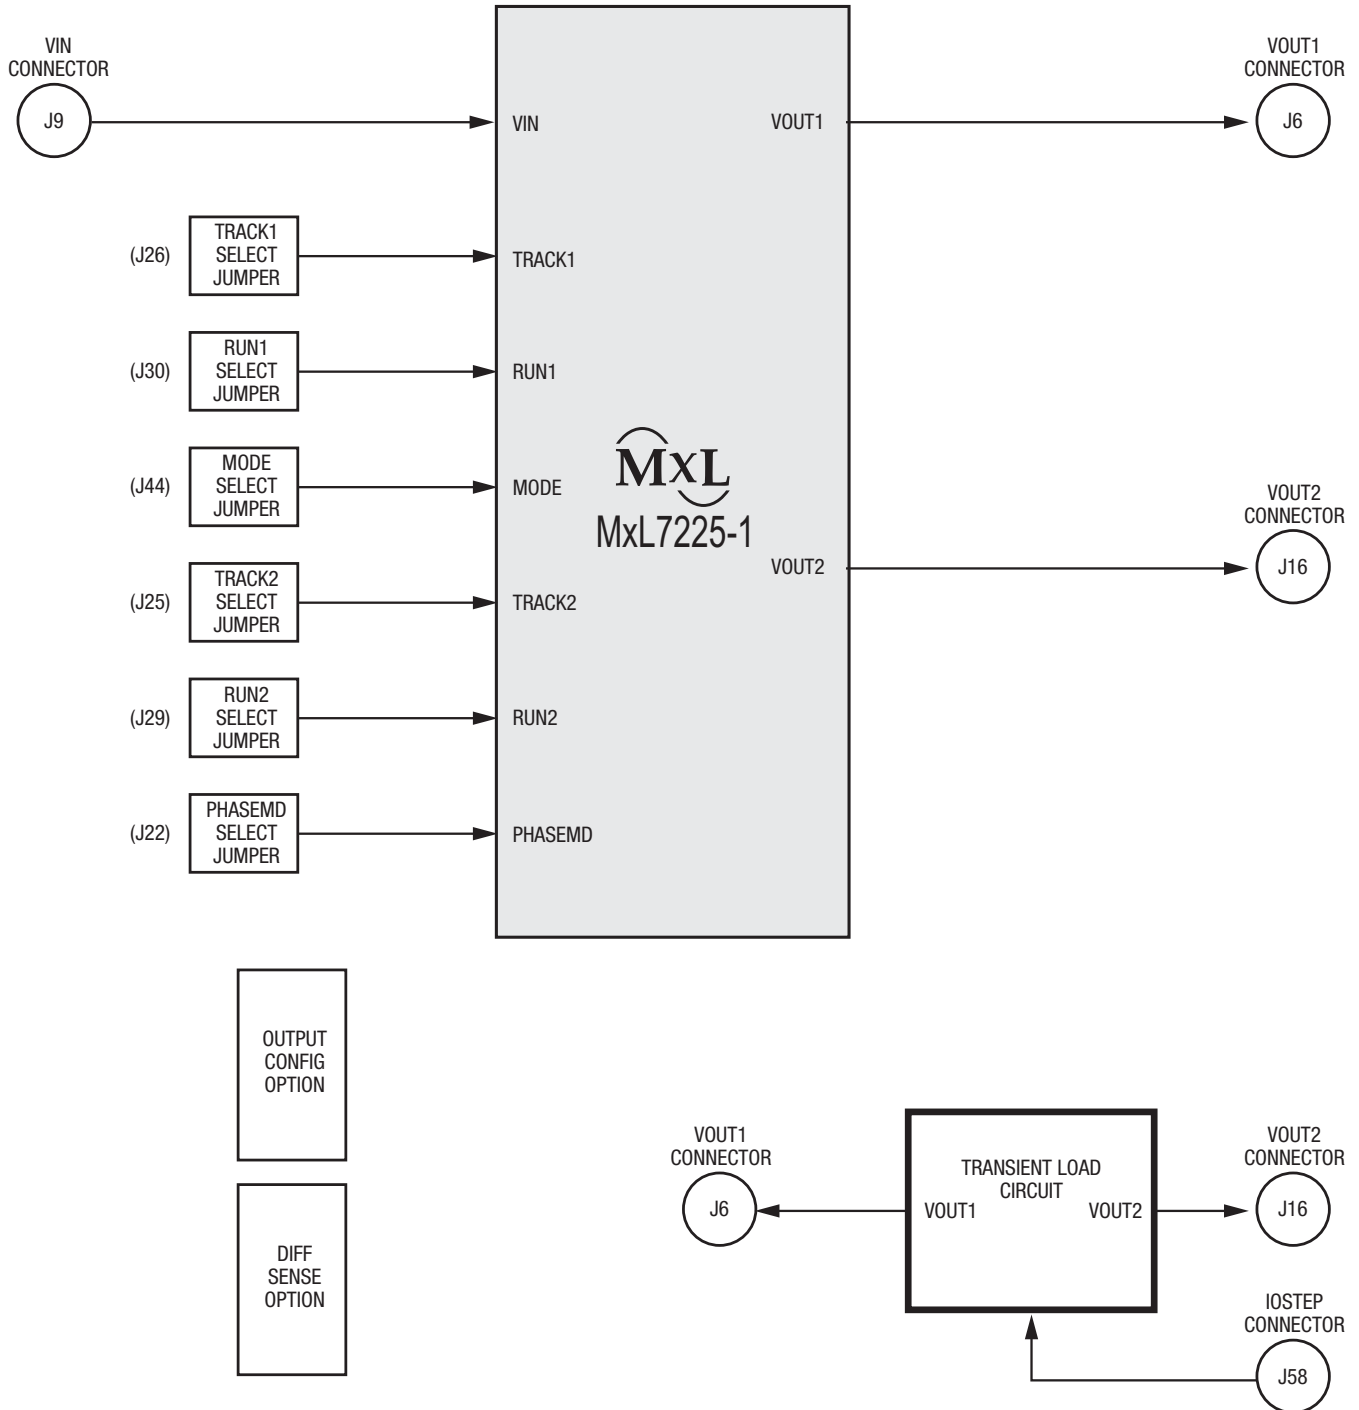 VIN
CONNECTOR
J9
VIN
VOUT1
VOUT1
CONNECTOR
J6
(J26)
TRACK1
SELECT
JUMPER
TRACK1
(J30)
RUN1
SELECT
JUMPER
RUN1
(J44)
MODE
SELECT
JUMPER
MODE
MxL
MxL7225-1
VOUT2
VOUT2
CONNECTOR
J16
(J25)
TRACK2
SELECT
JUMPER
TRACK2
(J29)
RUN2
SELECT
JUMPER
RUN2
(J22)
PHASEMD
SELECT
JUMPER
PHASEMD
OUTPUT
CONFIG
OPTION
DIFF
SENSE
OPTION
VOUT1
CONNECTOR
J6
TRANSIENT LOAD
CIRCUIT
VOUT1
VOUT2
VOUT2
CONNECTOR
J16
IOSTEP
CONNECTOR
J58